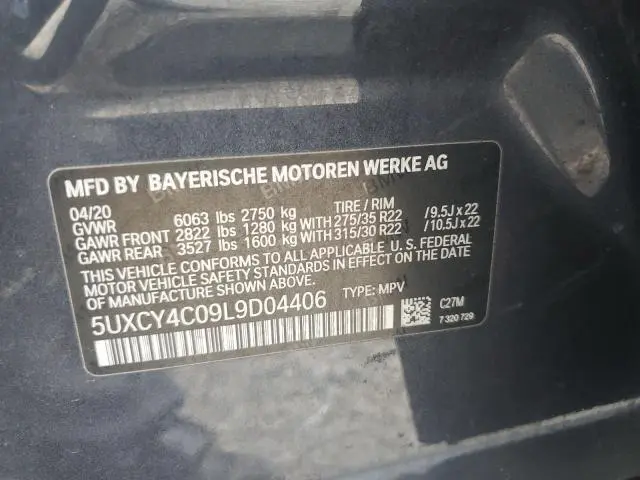 MFD BY BAYERISCHE MOTOREN WERKE AG
04/20 TIRE / RIM
GVWR 6063 lbs 2750 kg
GAWR FRONT 2822 lbs 1280 kg WITH 275/35 R22 /9.5J x 22
GAWR REAR 3527 lbs 1600 kg WITH 315/30 R22 /10.5J x 22
THIS VEHICLE CONFORMS TO ALL APPLICABLE U. S. FEDERAL
MOTOR VEHICLE SAFETY STANDARDS IN EFFECT ON
THE DATE OF MANUFACTURE SHOWN ABOVE.
5UXCY4C09L9D04406 TYPE: MPV
C27M
7 320 729